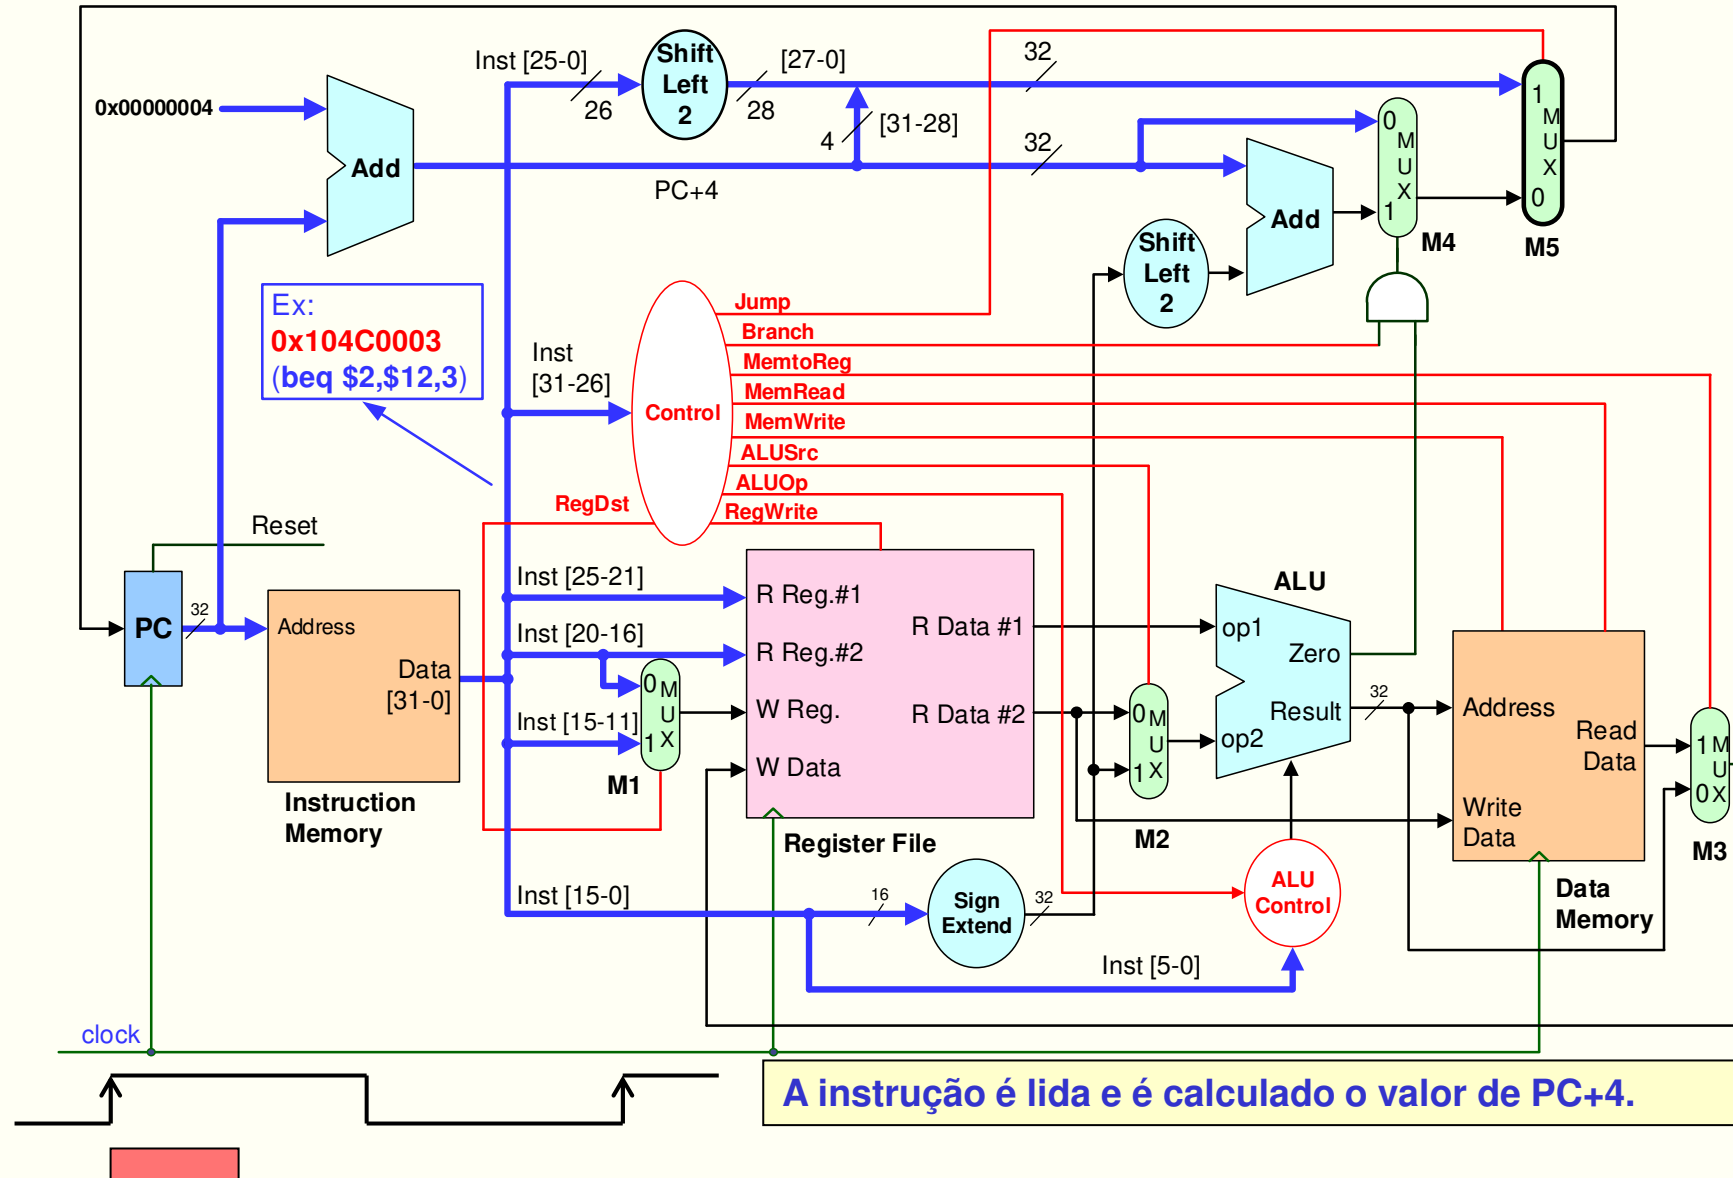 Inst [25-0]
26
Shift
Left
2
28
[27-0]
32
4
[31-28]
0x00000004
Add
PC+4
32
0
M
U
X
1
M4
1
M
U
X
0
M5
Add
Shift
Left
2
Ex:
0x104C0003
(beq $2,$12,3)
Inst
[31-26]
Control
Jump
Branch
MemtoReg
MemRead
MemWrite
ALUSrc
ALUOp
RegWrite
RegDst
Reset
PC
32
Address
Data
[31-0]
Instruction
Memory
Inst [25-21]
Inst [20-16]
Inst [15-11]
0
M
U
X
1
M1
R Reg.#1
R Reg.#2
W Reg.
W Data
R Data #1
R Data #2
Register File
0
M
U
X
1
M2
ALU
op1
Zero
Result
op2
32
Address
Read
Data
Write
Data
Data
Memory
1
M
U
X
0
M3
ALU
Control
Inst [15-0]
16
Sign
Extend
32
Inst [5-0]
clock
A instrução é lida e é calculado o valor de PC+4.